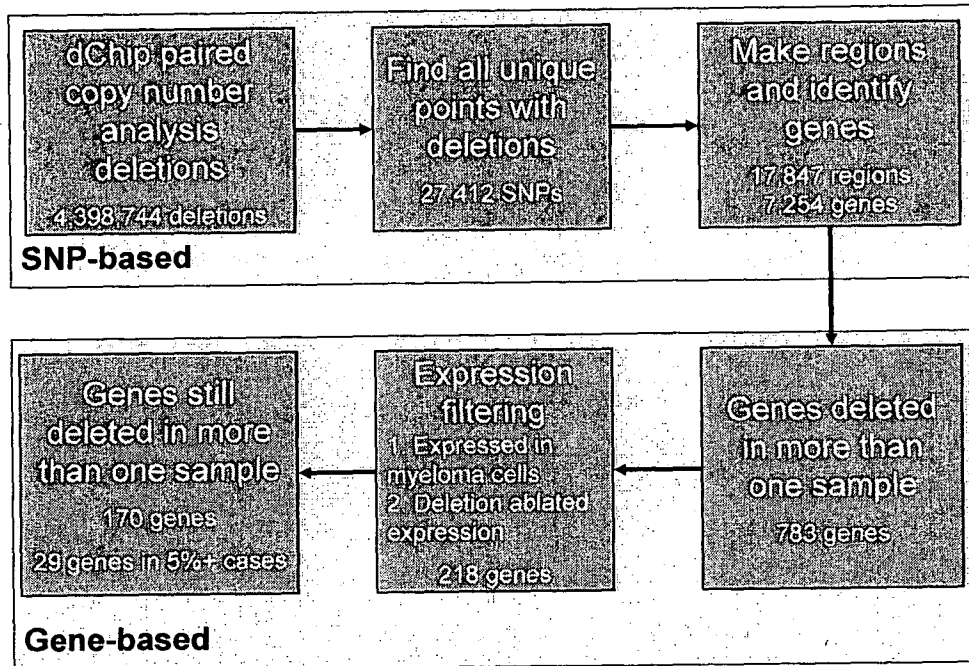 dChip paired
copy number
analysis
deletions
4,398,744 deletions
Find all unique
points with
deletions
27,412 SNPs
Make regions
and identify
genes
17,847 regions
7,254 genes
SNP-based
Genes deleted
in more than
one sample
783 genes
Expression
filtering
1. Expressed in
myeloma cells
2. Deletion ablated
expression
218 genes
Genes still
deleted in more
than one sample
170 genes
29 genes in 5%+ cases
Gene-based